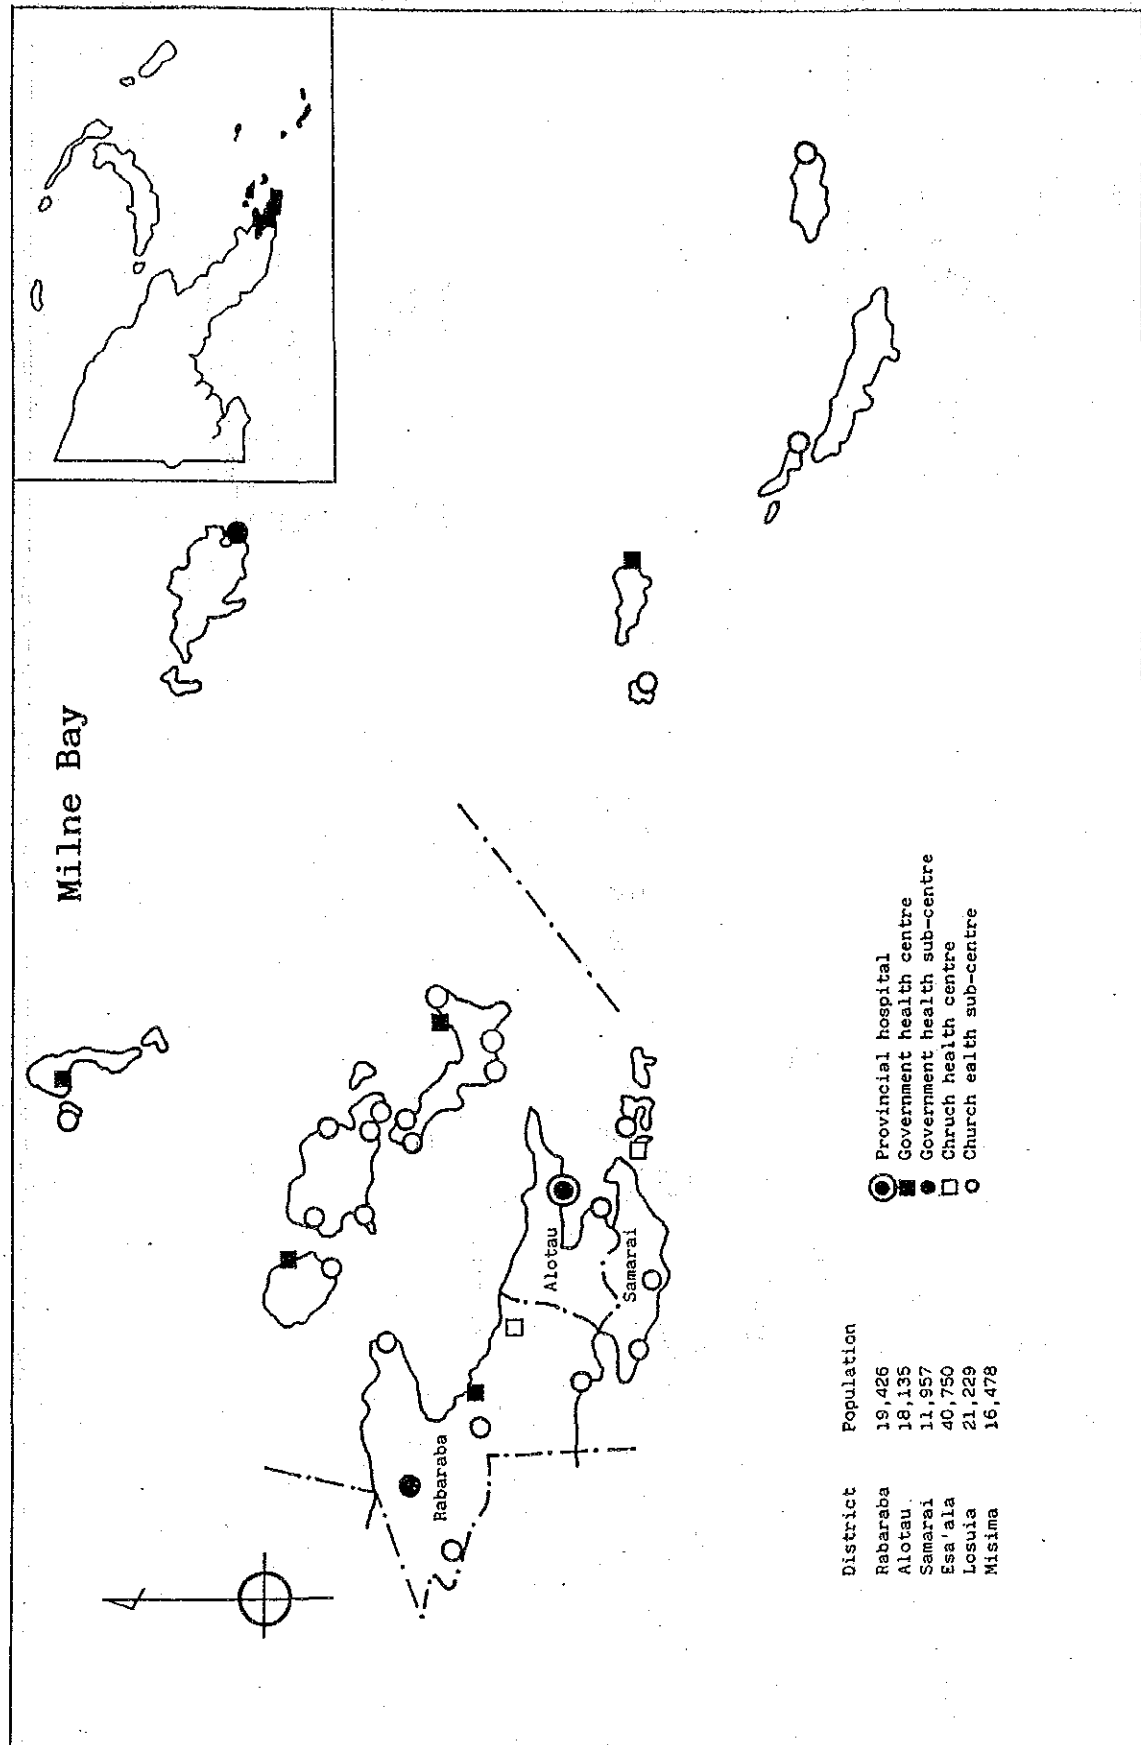 Milne Bay
Alotau
Samarai
Rabaraba
Provincial hospital
Government health centre
Government health sub-centre
Chruch health centre
Church ealth sub-centre
District Population
Rabaraba 19,426
Alotau. 18,135
Samarai 11,957
Esa'ala 40,750
Losuia 21,229
Misima 16,478